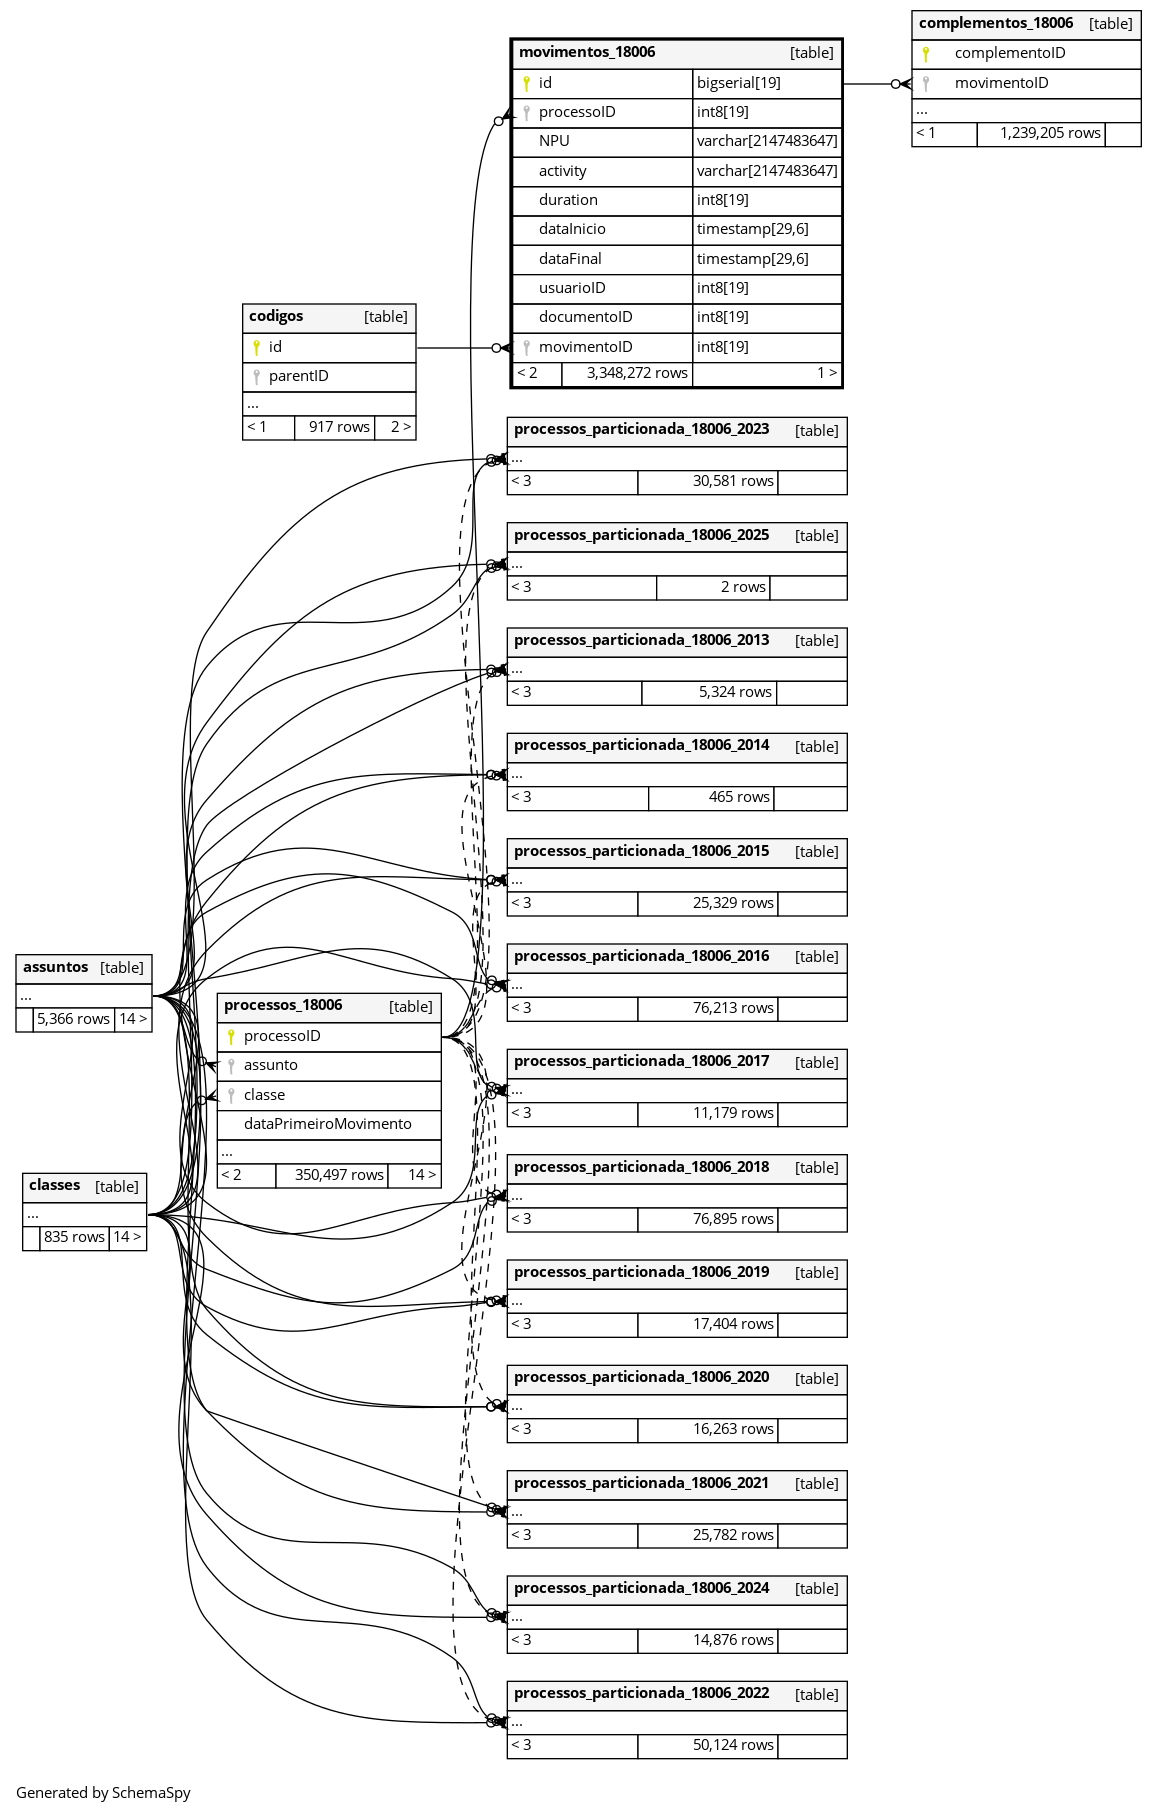 complementos_18006 [table]
complementoID
movimentoID
...
< 1 1,239,205 rows
movimentos_18006 [table]
id bigserial[19]
processoID int8[19]
NPU varchar[2147483647]
activity varchar[2147483647]
duration int8[19]
dataInicio timestamp[29,6]
dataFinal timestamp[29,6]
usuarioID int8[19]
documentoID int8[19]
movimentoID int8[19]
< 2 3,348,272 rows 1 >
codigos [table]
id
parentID
...
< 1 917 rows 2 >
processos_particionada_18006_2023 [table]
...
< 3 30,581 rows
processos_particionada_18006_2025 [table]
...
< 3 2 rows
processos_particionada_18006_2013 [table]
...
< 3 5,324 rows
processos_particionada_18006_2014 [table]
...
< 3 465 rows
processos_particionada_18006_2015 [table]
...
< 3 25,329 rows
processos_particionada_18006_2016 [table]
...
< 3 76,213 rows
assuntos [table]
...
5,366 rows 14 >
processos_18006 [table]
processoID
assunto
classe
dataPrimeiroMovimento
...
< 2 350,497 rows 14 >
processos_particionada_18006_2017 [table]
...
< 3 11,179 rows
classes [table]
...
835 rows 14 >
processos_particionada_18006_2018 [table]
...
< 3 76,895 rows
processos_particionada_18006_2019 [table]
...
< 3 17,404 rows
processos_particionada_18006_2020 [table]
...
< 3 16,263 rows
processos_particionada_18006_2021 [table]
...
< 3 25,782 rows
processos_particionada_18006_2024 [table]
...
< 3 14,876 rows
processos_particionada_18006_2022 [table]
...
< 3 50,124 rows
Generated by SchemaSpy